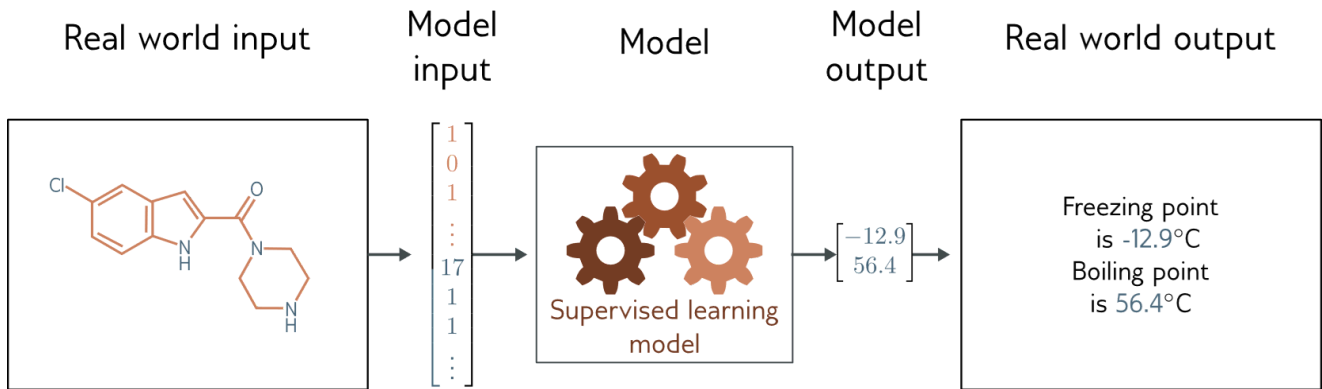 Real world input
Model
input
Model
Model
output
Real world output
Cl
O
N
H
N
N
H
1
0
1
⋮
17
1
1
⋮
Supervised learning
model
−12.9
56.4
Freezing point
is -12.9°C
Boiling point
is 56.4°C